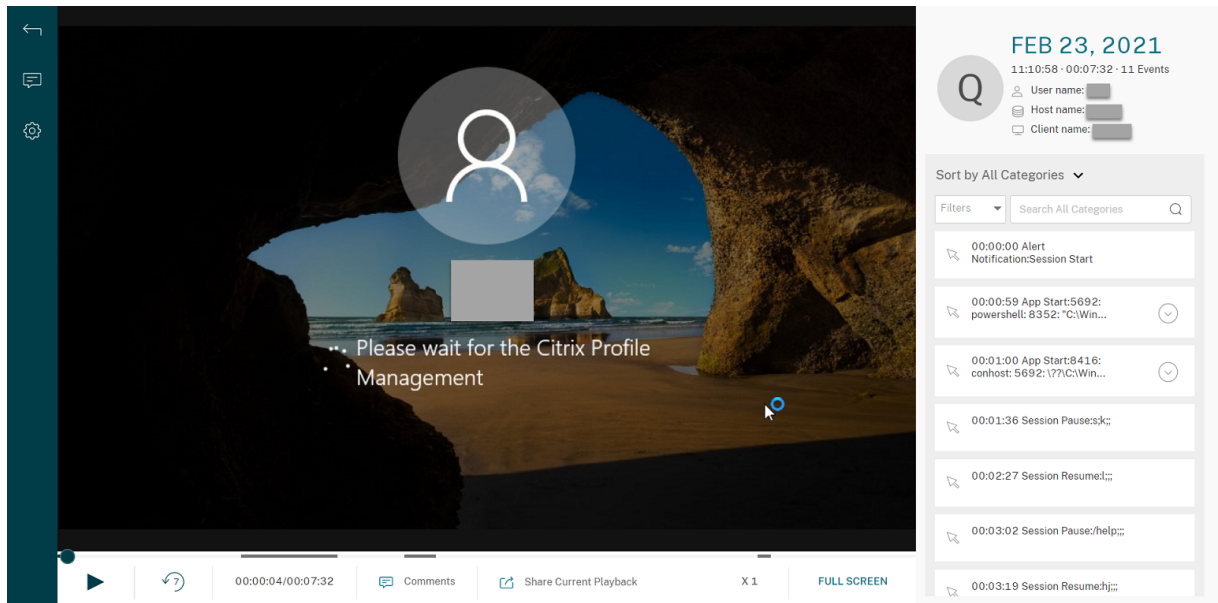 FEB 23, 2021
11:10:58 · 00:07:32 · 11 Events
Q
User name:
Host name:
Client name:
Please wait for the Citrix Profile
Management
Sort by All Categories
Filters
Search All Categories
00:00:00 Alert
Notification:Session Start
00:00:59 App Start:5692:
powershell: 8352: "C:\Win...
00:01:00 App Start:8416:
conhost: 5692: \??\C:\Win...
00:01:36 Session Pause:s;k;;
00:02:27 Session Resume:l;;;
00:03:02 Session Pause:/help;;;
00:03:19 Session Resume:hj;;;
7
00:00:04/00:07:32
Comments
Share Current Playback
X 1
FULL SCREEN